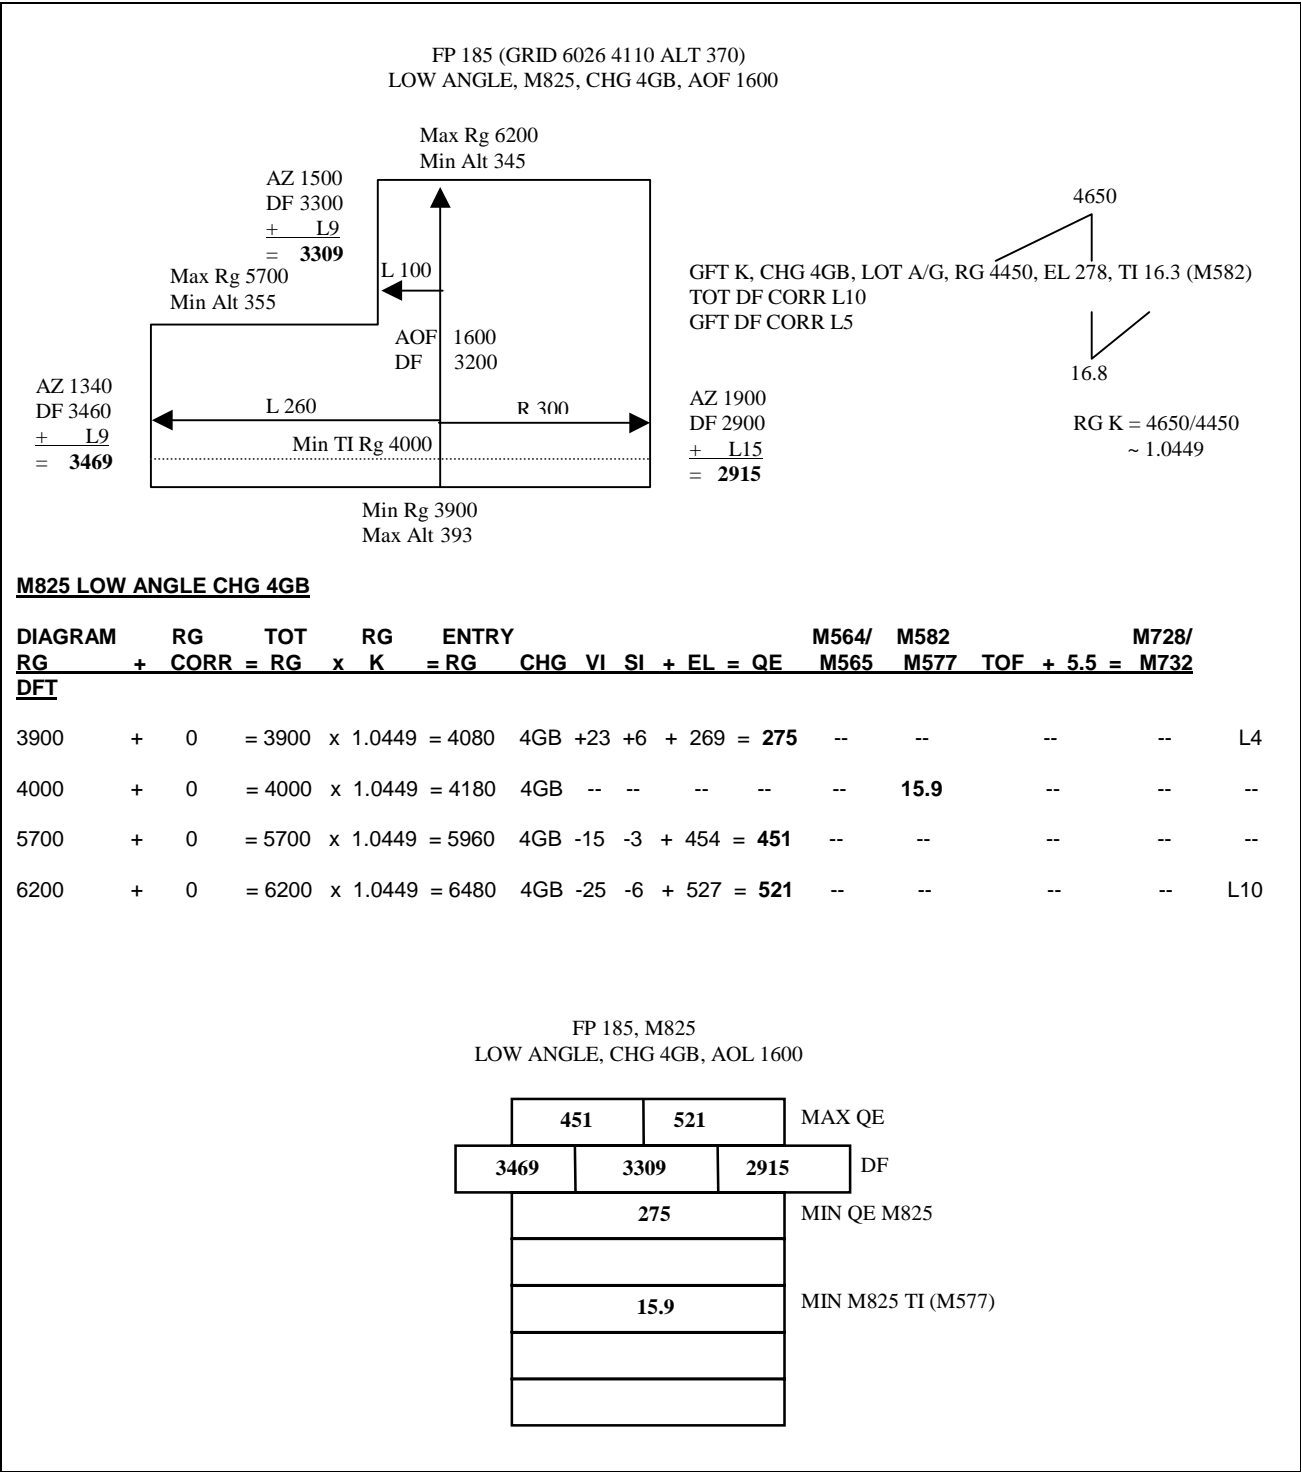 FP 185 (GRID 6026 4110 ALT 370)
LOW ANGLE, M825, CHG 4GB, AOF 1600
Max Rg 6200
Min Alt 345
AZ 1500
DF 3300
+ L9
= 3309
Max Rg 5700
Min Alt 355
L 100
AOF 1600
DF 3200
AZ 1340
DF 3460
+ L9
= 3469
L 260
R 300
Min TI Rg 4000
AZ 1900
DF 2900
+ L15
= 2915
Min Rg 3900
Max Alt 393
4650
GFT K, CHG 4GB, LOT A/G, RG 4450, EL 278, TI 16.3 (M582)
TOT DF CORR L10
GFT DF CORR L5
16.8
RG K = 4650/4450
~ 1.0449
M825 LOW ANGLE CHG 4GB
DIAGRAM RG TOT RG ENTRY M564/ M582 M728/
RG + CORR = RG x K = RG CHG VI SI + EL = QE M565 M577 TOF + 5.5 = M732
DFT
3900 + 0 = 3900 x 1.0449 = 4080 4GB +23 +6 + 269 = 275 -- -- -- -- L4
4000 + 0 = 4000 x 1.0449 = 4180 4GB -- -- -- -- -- 15.9 -- -- --
5700 + 0 = 5700 x 1.0449 = 5960 4GB -15 -3 + 454 = 451 -- -- -- -- --
6200 + 0 = 6200 x 1.0449 = 6480 4GB -25 -6 + 527 = 521 -- -- -- -- L10
FP 185, M825
LOW ANGLE, CHG 4GB, AOL 1600
451 521 MAX QE
3469 3309 2915 DF
275 MIN QE M825
15.9 MIN M825 TI (M577)